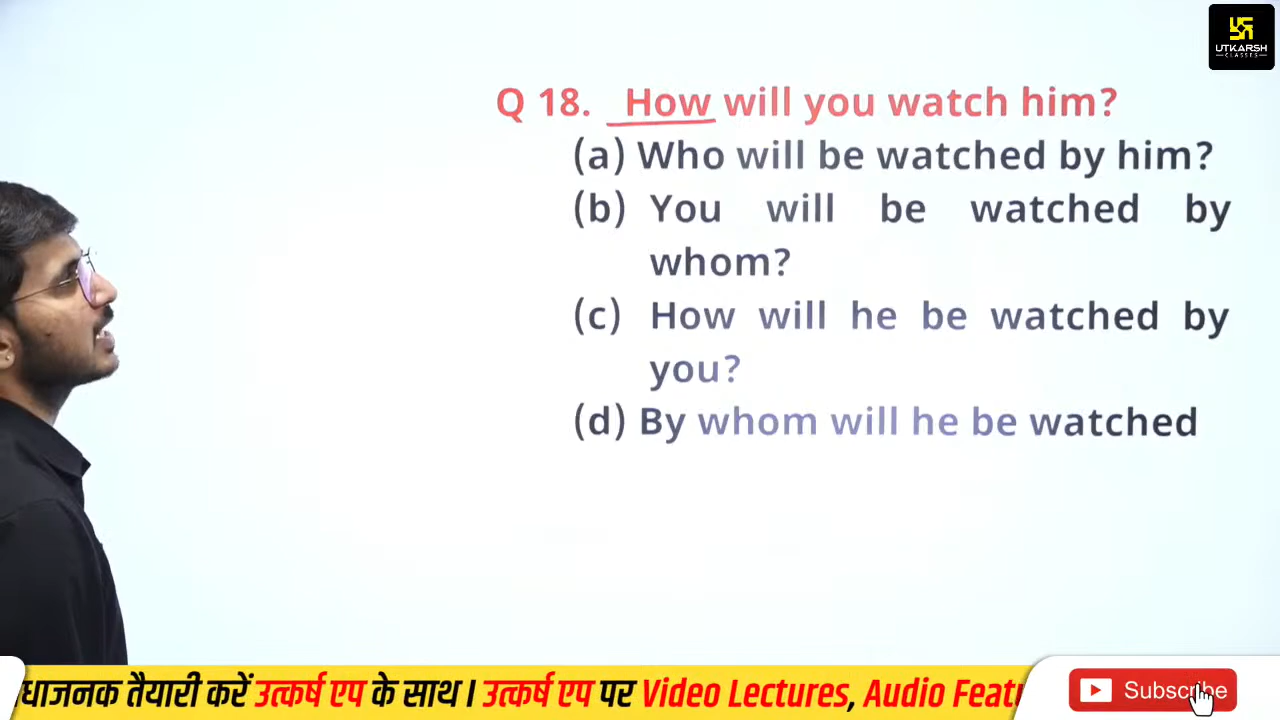 UTKARSH
CLASSES
Q 18. How will you watch him?
(a) Who will be watched by him?
(b) You will be watched by
whom?
(c) How will he be watched by
you?
(d) By whom will he be watched
तैयारी करें उत्कर्ष एप के साथ। उत्कर्ष एप पर Video Lectures, Audio
Subscribe